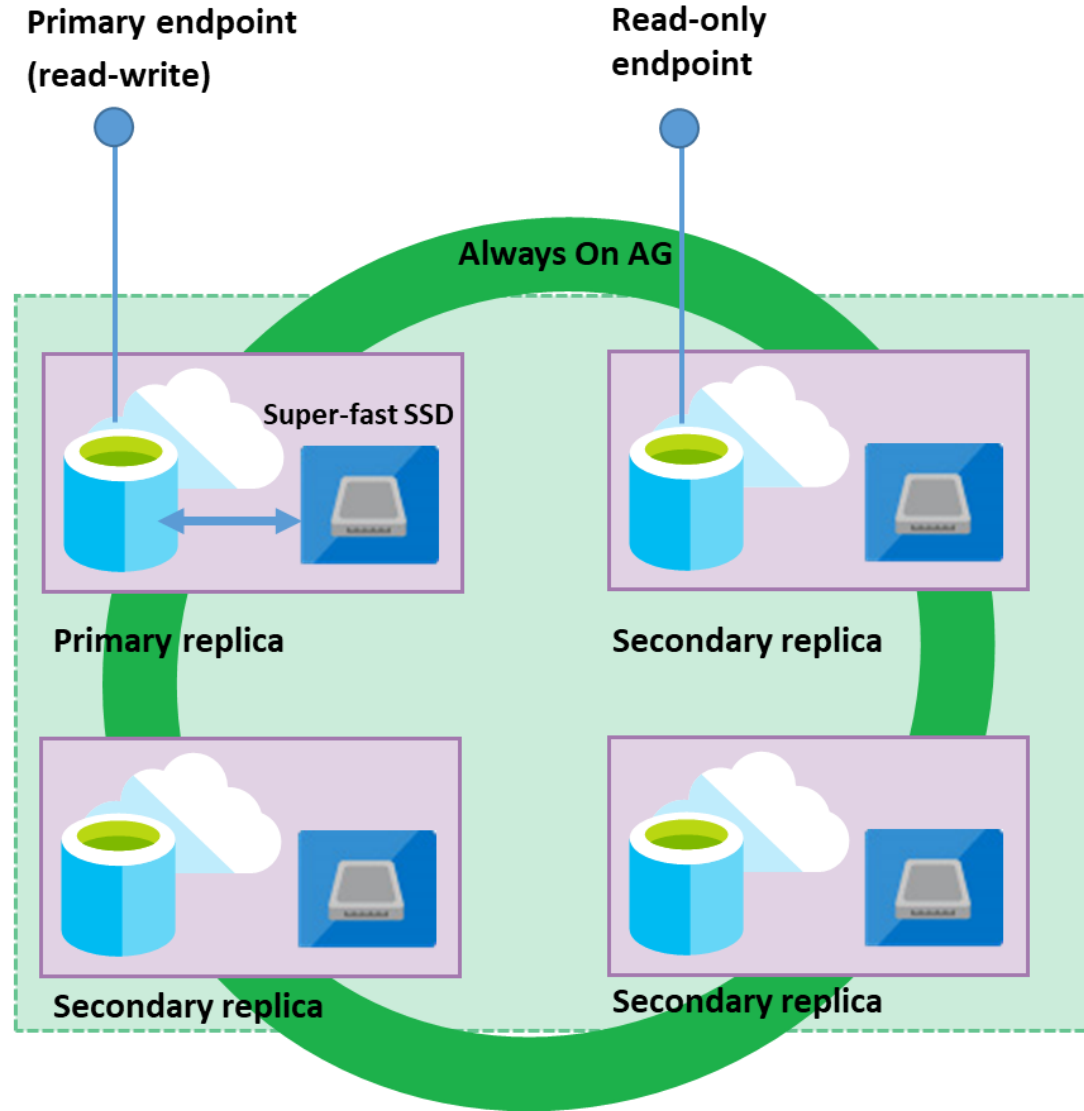 Primary endpoint
(read-write)
Read-only
endpoint
Always On AG
Super-fast SSD
Primary replica
Secondary replica
Secondary replica
Secondary replica